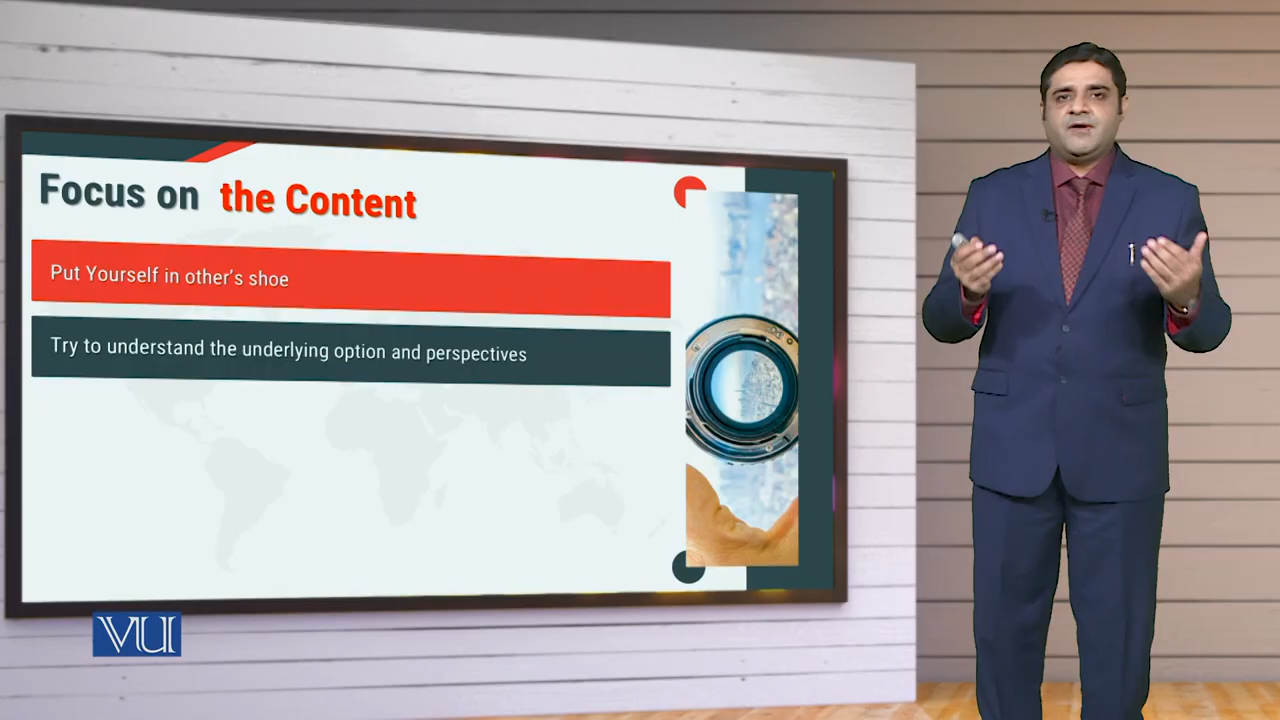 Focus on the Content
Put Yourself in other's shoe
Try to understand the underlying option and perspectives
VU